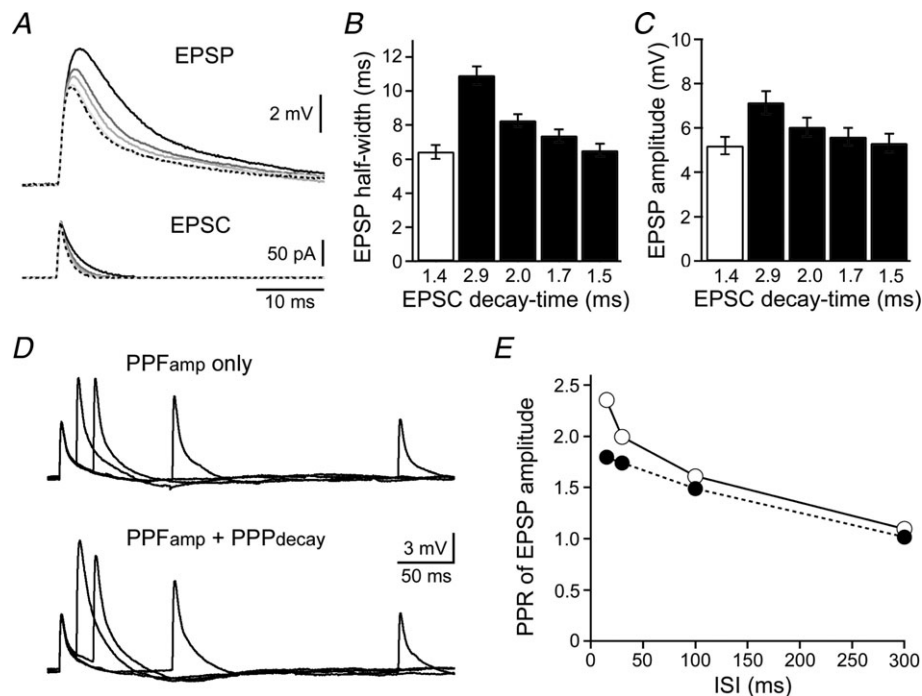 A
EPSP
2 mV
EPSC
50 pA
10 ms
B
EPSP half-width (ms)
12
10
8
6
4
2
0
1.4 2.9 2.0 1.7 1.5
EPSC decay-time (ms)
C
EPSP amplitude (mV)
10
8
6
4
2
0
1.4 2.9 2.0 1.7 1.5
EPSC decay-time (ms)
D
PPFamp only
PPFamp + PPPdecay
3 mV
50 ms
E
PPR of EPSP amplitude
2.5
2.0
1.5
1.0
0.5
0
0 50 100 150 200 250 300
ISI (ms)